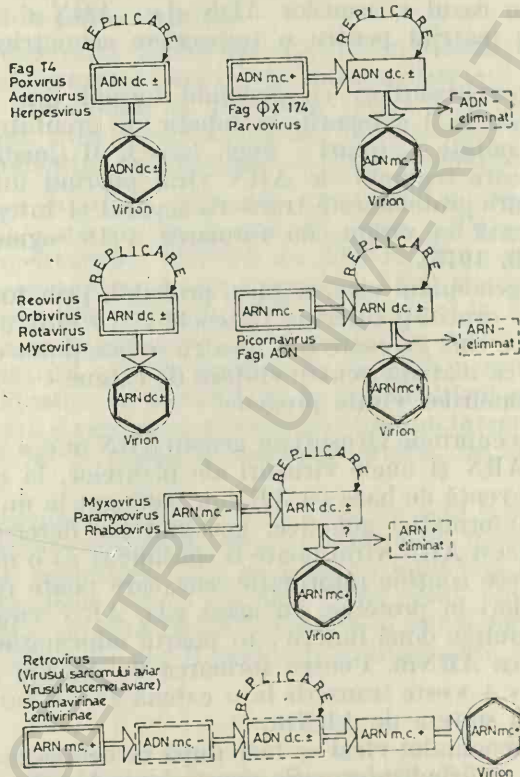 REPLICARE
Fag T4
Poxvirus
Adenovirus
Herpesvirus
ADN d.c. ±
ADN d.c. ±
Virion
REPLICARE
ADN m.c. +
Fag ΦX 174
Parvovirus
ADN d.c. ±
ADN
eliminat
ADN mc
Virion
REPLICARE
Reovirus
Orbivirus
Rotavirus
Mycovirus
ARN d.c. ±
ARN d.c. ±
Virion
REPLICARE
ARN m.c.
Picornavirus
Fagi ADN
ARN d.c. ±
ARN –
eliminat
ARN mc+
Virion
REPLICARE
Myxovirus
Paramyxovirus
Rhabdovirus
ARN m.c. -
ARN d.c. ±
?
ARN +
eliminat
ARN mc
Virion
Retrovirus
(Virusul sarcomului aviar
Virusul leucemiei aviare)
Spumavirinae
Lentivirinae
REPLICARE
ARN m.c. +
ADN m.c. -
ADN d.c. ±
ARN m.c. +
ARN mc+
Virion
CENTRAL UNIVERSIT